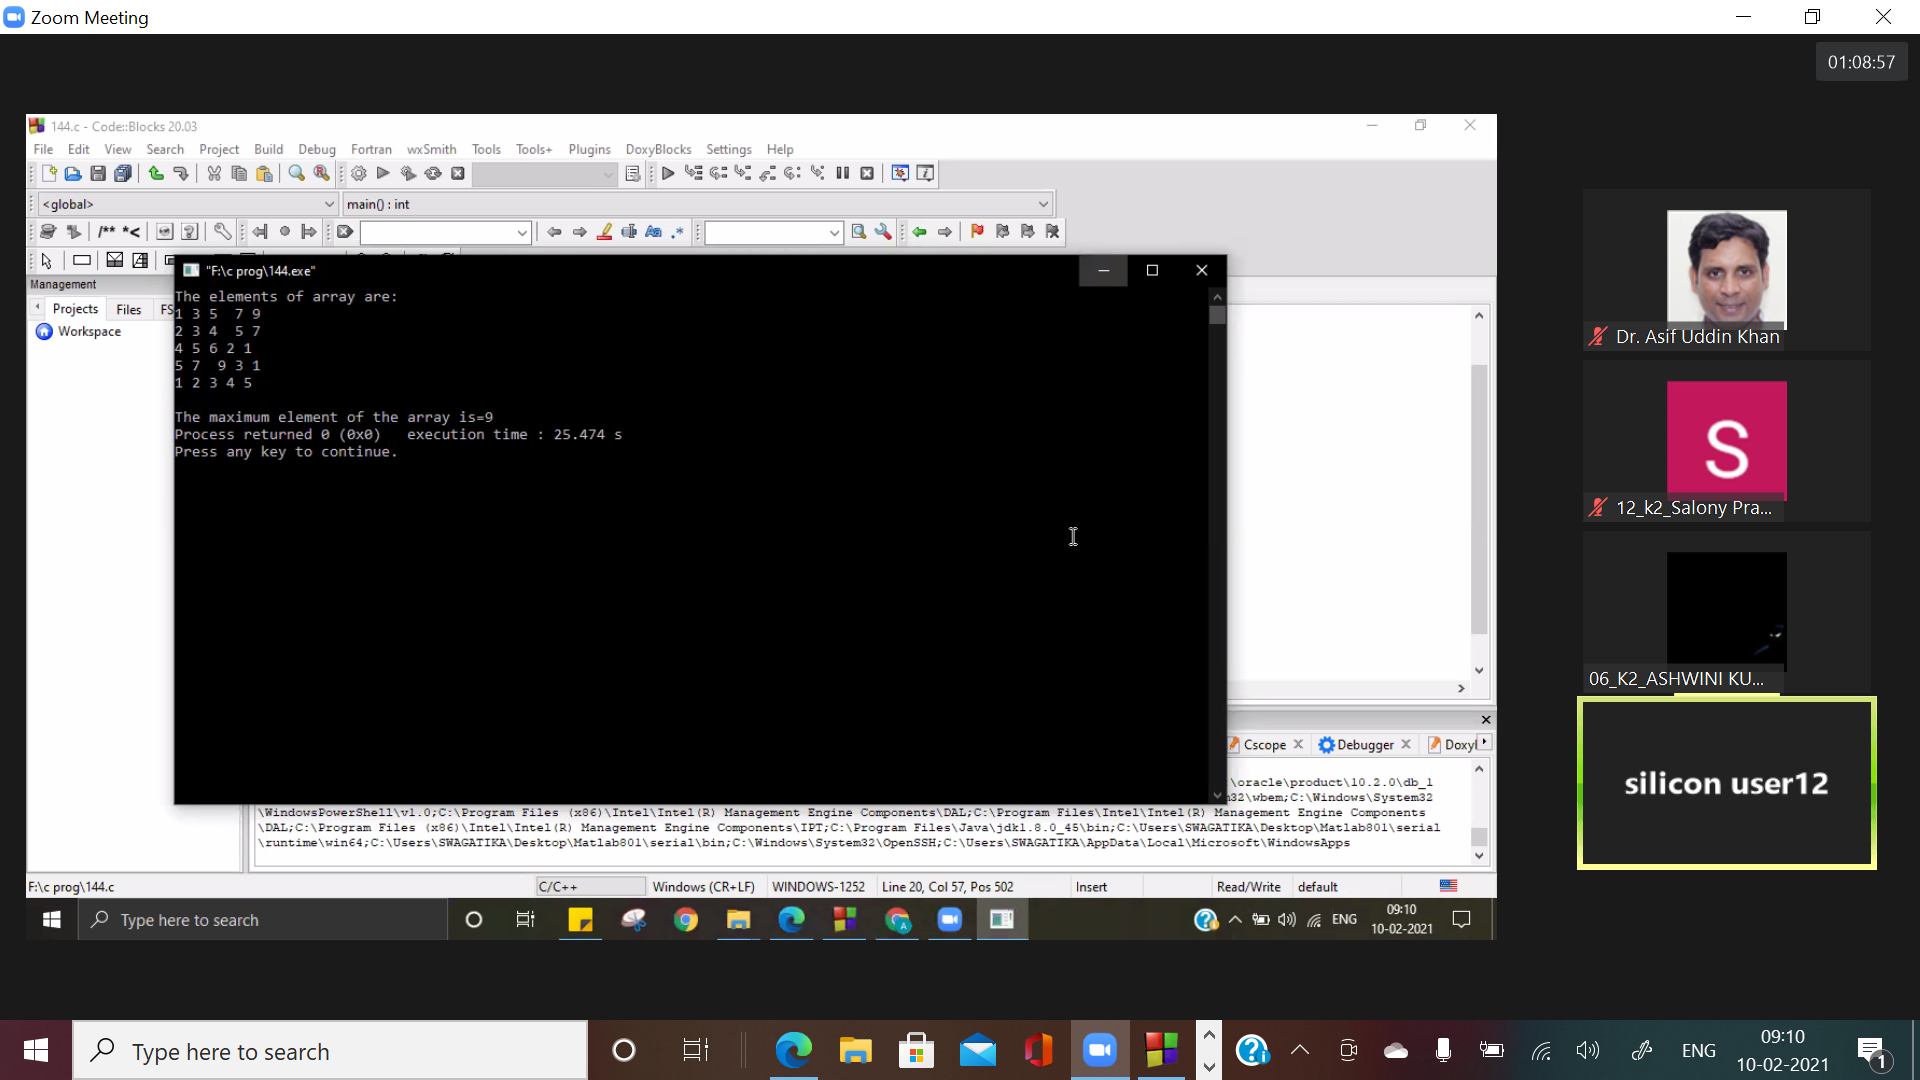 Zoom Meeting
01:08:57
144.c - Code::Blocks 20.03
File Edit View Search Project Build Debug Fortran wxSmith Tools Tools+ Plugins DoxyBlocks Settings Help
<global> main() : int
/** *<
"F:\c prog\144.exe"
Management
Projects Files FS
Workspace
The elements of array are:
1 3 5  7 9
2 3 4  5 7
4 5 6 2 1
5 7  9 3 1
1 2 3 4 5
The maximum element of the array is=9
Process returned 0 (0x0)   execution time : 25.474 s
Press any key to continue.
Cscope Debugger Doxyl
\oracle\product\10.2.0\db_1
m32\wbem;C:\Windows\System32
\WindowsPowerShell\v1.0;C:\Program Files (x86)\Intel\Intel(R) Management Engine Components\DAL;C:\Program Files\Intel\Intel(R) Management Engine Components
\DAL;C:\Program Files (x86)\Intel\Intel(R) Management Engine Components\IPT;C:\Program Files\Java\jdk1.8.0_45\bin;C:\Users\SWAGATIKA\Desktop\Matlab801\serial
\runtime\win64;C:\Users\SWAGATIKA\Desktop\Matlab801\serial\bin;C:\Windows\System32\OpenSSH;C:\Users\SWAGATIKA\AppData\Local\Microsoft\WindowsApps
F:\c prog\144.c C/C++ Windows (CR+LF) WINDOWS-1252 Line 20, Col 57, Pos 502 Insert Read/Write default
Type here to search
ENG
09:10
10-02-2021
Dr. Asif Uddin Khan
S
12_k2_Salony Pra...
06_K2_ASHWINI KU...
silicon user12
Type here to search
ENG
09:10
10-02-2021
1